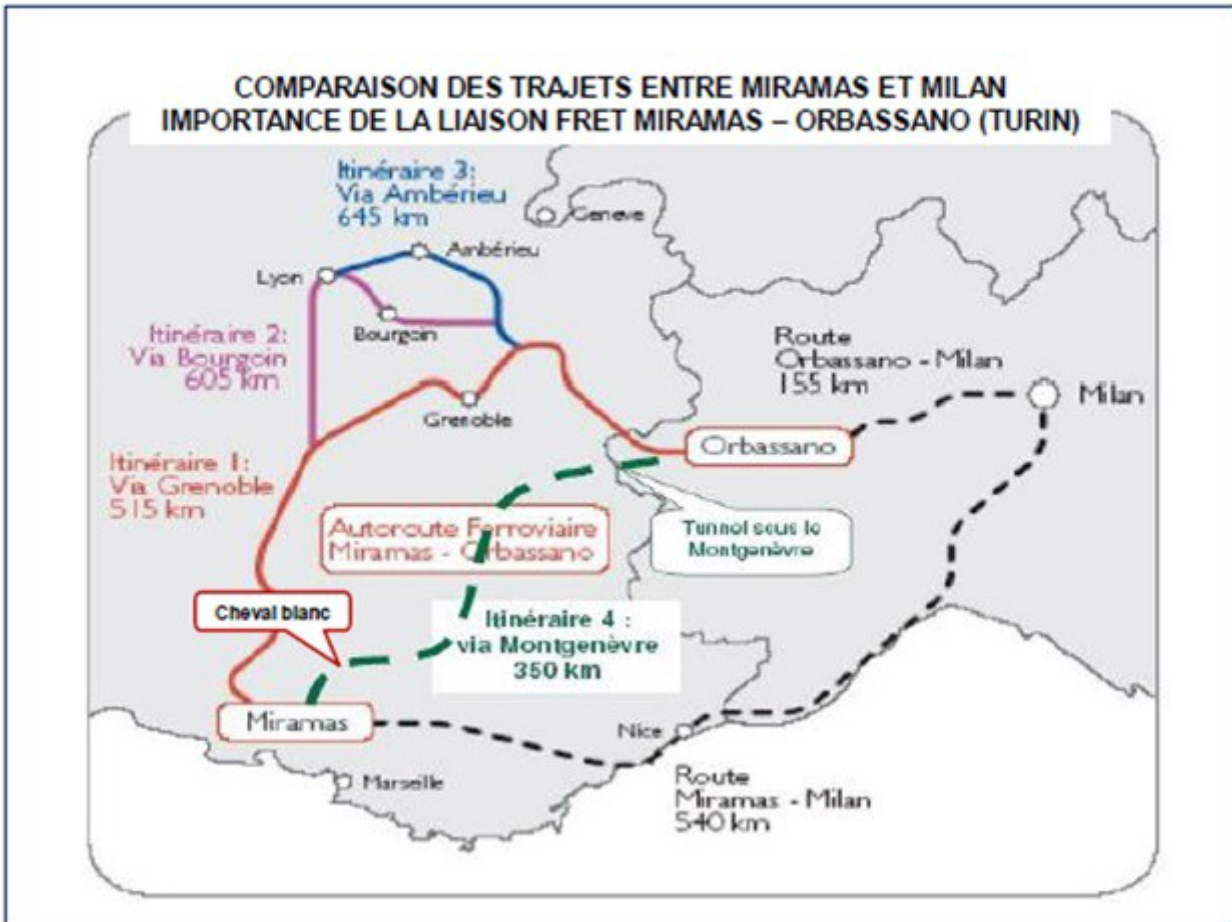 COMPARAISON DES TRAJETS ENTRE MIRAMAS ET MILAN
IMPORTANCE DE LA LIAISON FRET MIRAMAS – ORBASSANO (TURIN)
Itinéraire 3:
Via Ambérieu
645 km
Geneve
Ambérieu
Lyon
Bourgoin
Itinéraire 2:
Via Bourgoin
605 km
Route
Orbassano - Milan
155 km
Milan
Grenoble
Orbassano
Itinéraire 1:
Via Grenoble
515 km
Autoroute Ferroviaire
Miramas - Orbassano
Tunnel sous le
Montgenèvre
Cheval blanc
Itinéraire 4 :
via Montgenèvre
350 km
Miramas
Nice
Marseille
Route
Miramas - Milan
540 km